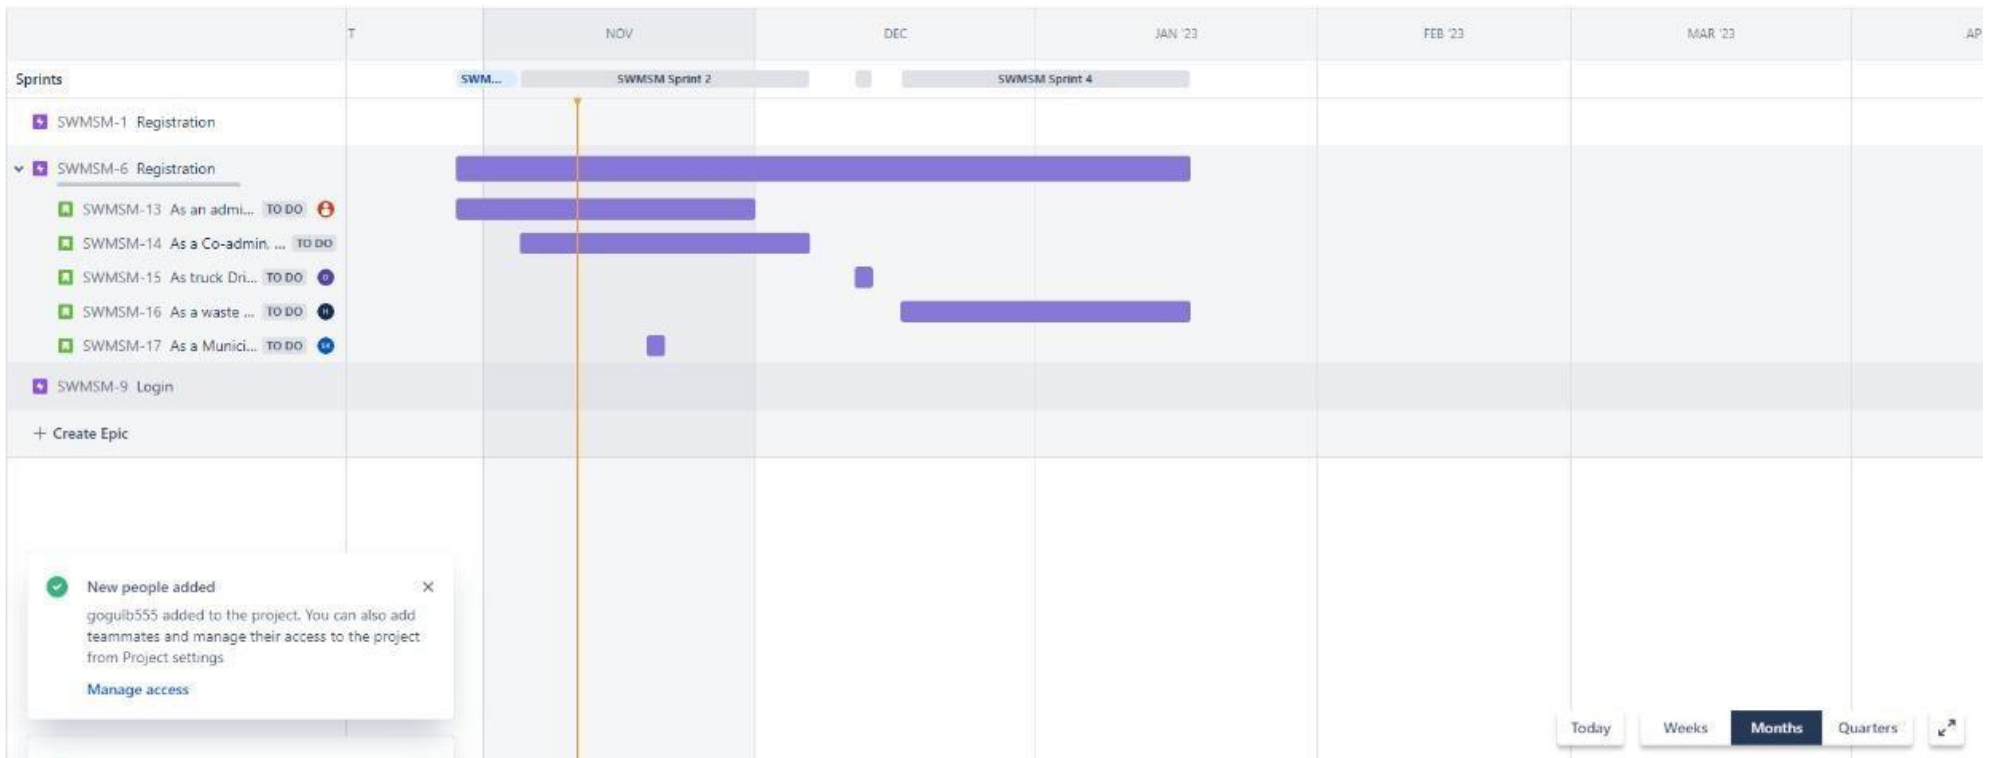 T NOV DEC JAN '23 FEB '23 MAR '23 AP
Sprints SWM... SWMSM Sprint 2 SWMSM Sprint 4
SWMSM-1 Registration
SWMSM-6 Registration
SWMSM-13 As an admi... TO DO
SWMSM-14 As a Co-admin, ... TO DO
SWMSM-15 As truck Dri... TO DO
SWMSM-16 As a waste ... TO DO H
SWMSM-17 As a Munici... TO DO
SWMSM-9 Login
+ Create Epic
New people added
gogulb555 added to the project. You can also add
teammates and manage their access to the project
from Project settings
Manage access
Today Weeks Months Quarters